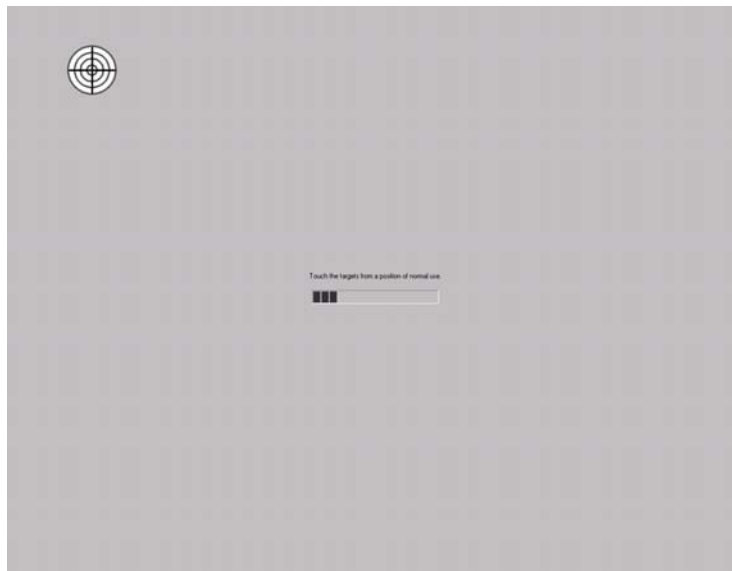 Touch the targets from a position of normal use.